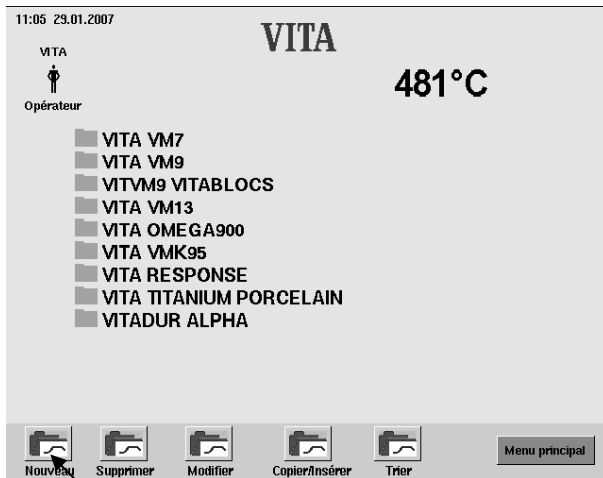 11:05 29.01.2007
VITA
VITA
481°C
Opérateur
VITA VM7
VITA VM9
VITVM9 VITABLOCS
VITA VM13
VITA OMEGA900
VITA VMK95
VITA RESPONSE
VITA TITANIUM PORCELAIN
VITADUR ALPHA
Nouveau Supprimer Modifier Copier/Insérer Trier Menu principal